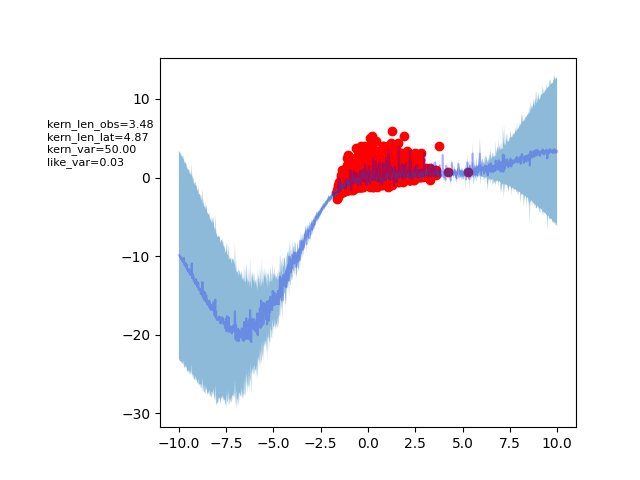 kern_len_obs=3.48
kern_len_lat=4.87
kern_var=50.00
like_var=0.03
10
0
−10
−20
−30
−10.0 −7.5 −5.0 −2.5 0.0 2.5 5.0 7.5 10.0